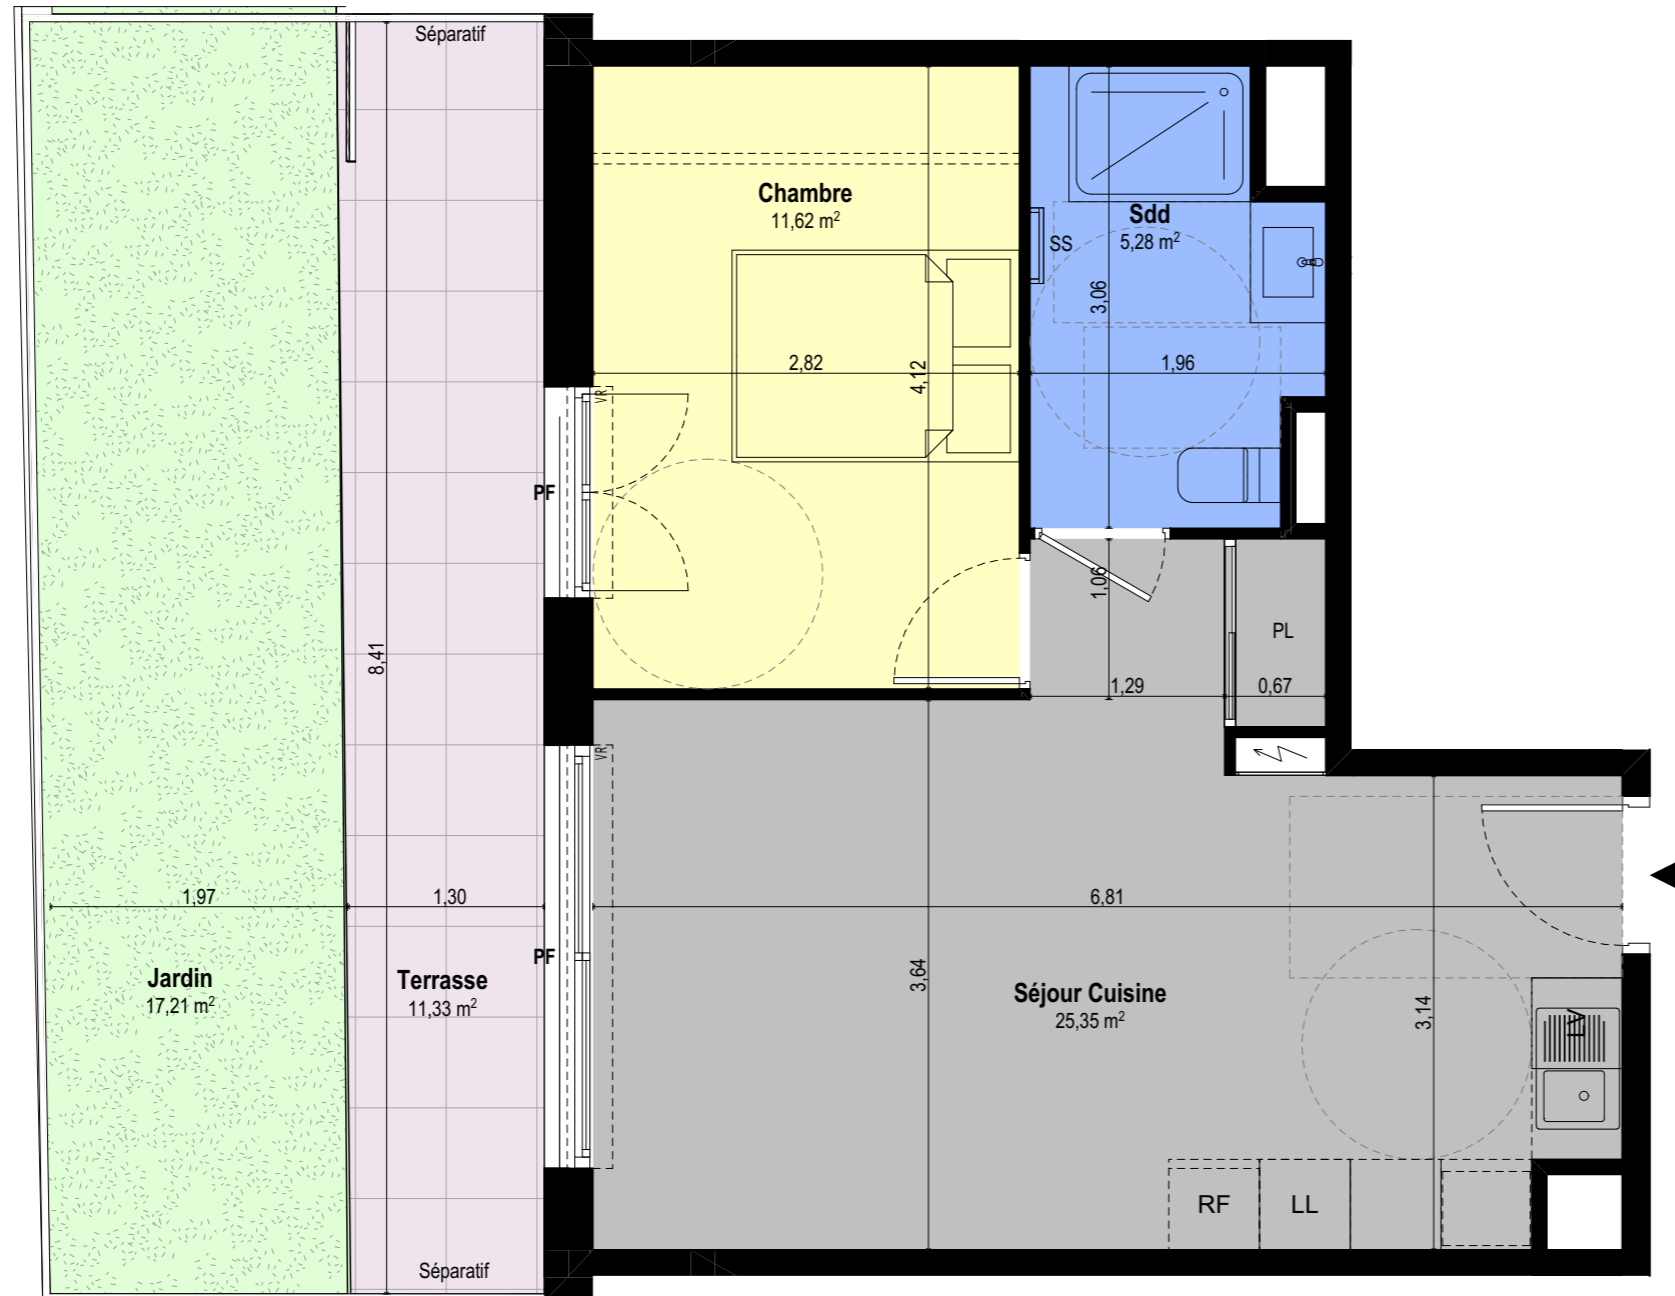 Séparatif
Chambre
11,62 m²
Sdd
5,28 m²
SS
3,06
2,82
4,12
1,96
VR
PF
1,06
PL
8,41
1,29
0,67
VR
1,97
1,30
6,81
PF
Jardin
17,21 m²
Terrasse
11,33 m²
3,64
Séjour Cuisine
25,35 m²
3,14
LV
RF
LL
Séparatif